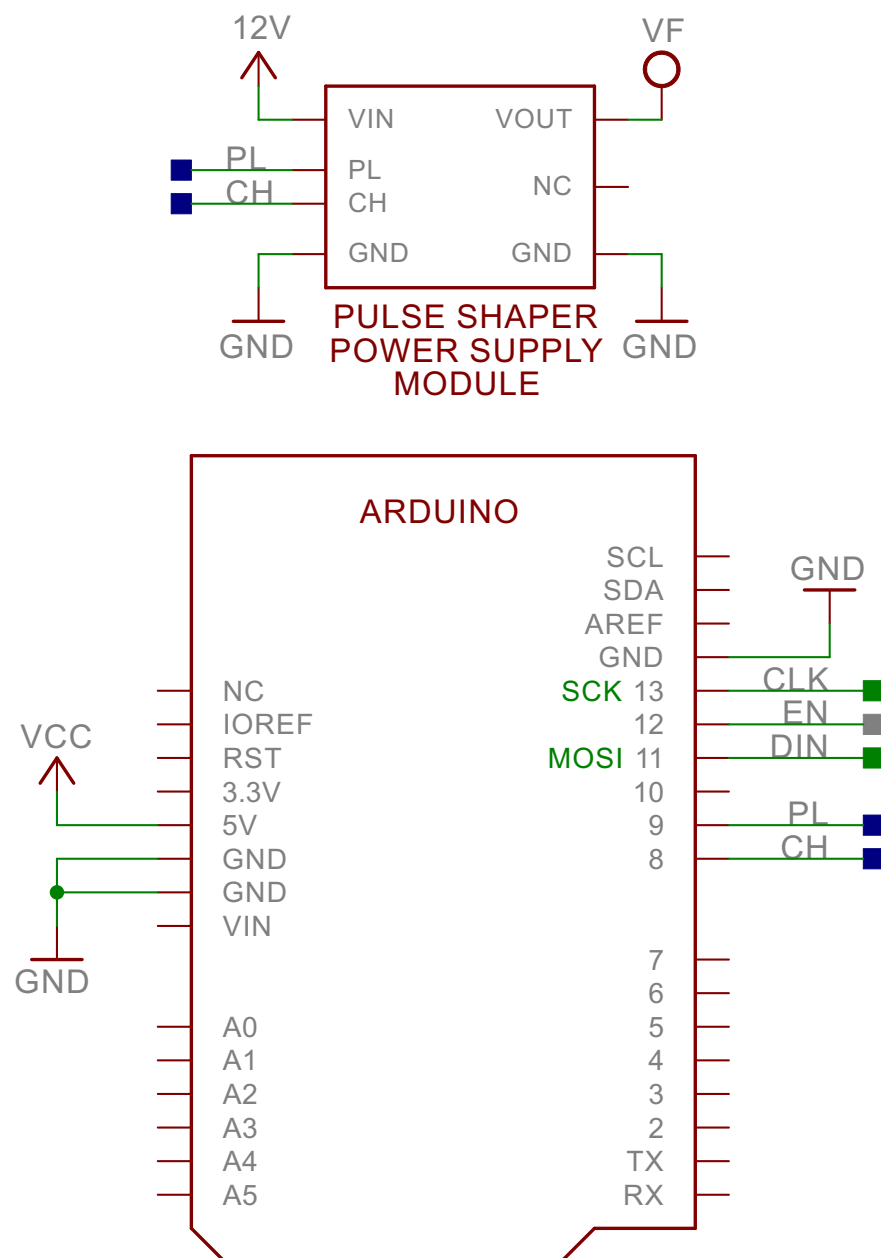 12V
VF
VIN
VOUT
PL
PL
NC
CH
CH
GND
GND
GND
PULSE SHAPER
POWER SUPPLY
MODULE
GND
ARDUINO
SCL
SDA
AREF
GND
GND
NC
IOREF
RST
3.3V
5V
GND
GND
VIN
VCC
GND
A0
A1
A2
A3
A4
A5
SCK 13
CLK
12
EN
MOSI 11
DIN
10
9
PL
8
CH
7
6
5
4
3
2
TX
RX